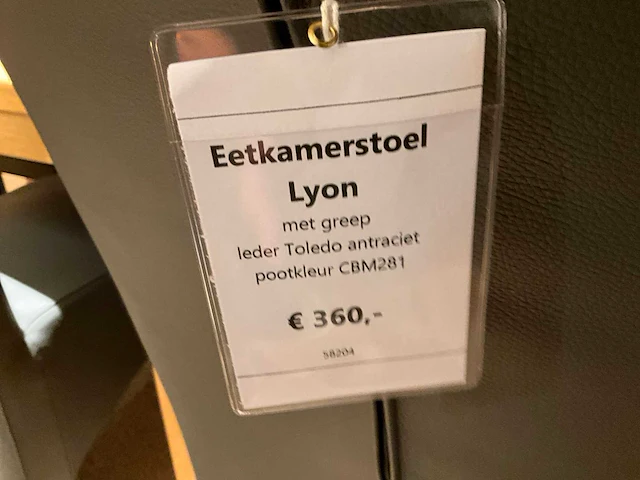 Eetkamerstoel
Lyon
met greep
leder Toledo antraciet
pootkleur CBM281
€ 360,-
58204